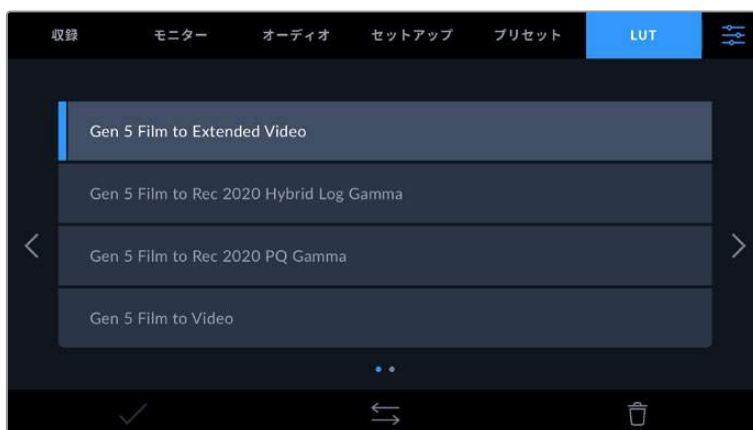 収録 モニター オーディオ セットアップ プリセット LUT
Gen 5 Film to Extended Video
Gen 5 Film to Rec 2020 Hybrid Log Gamma
Gen 5 Film to Rec 2020 PQ Gamma
Gen 5 Film to Video